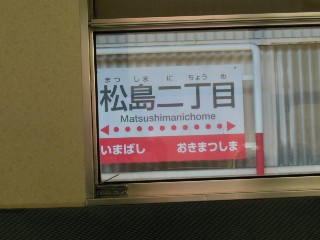 まつ しま に ちょう め
松島二丁目
Matsushimanichome
いまばし おきまつしま